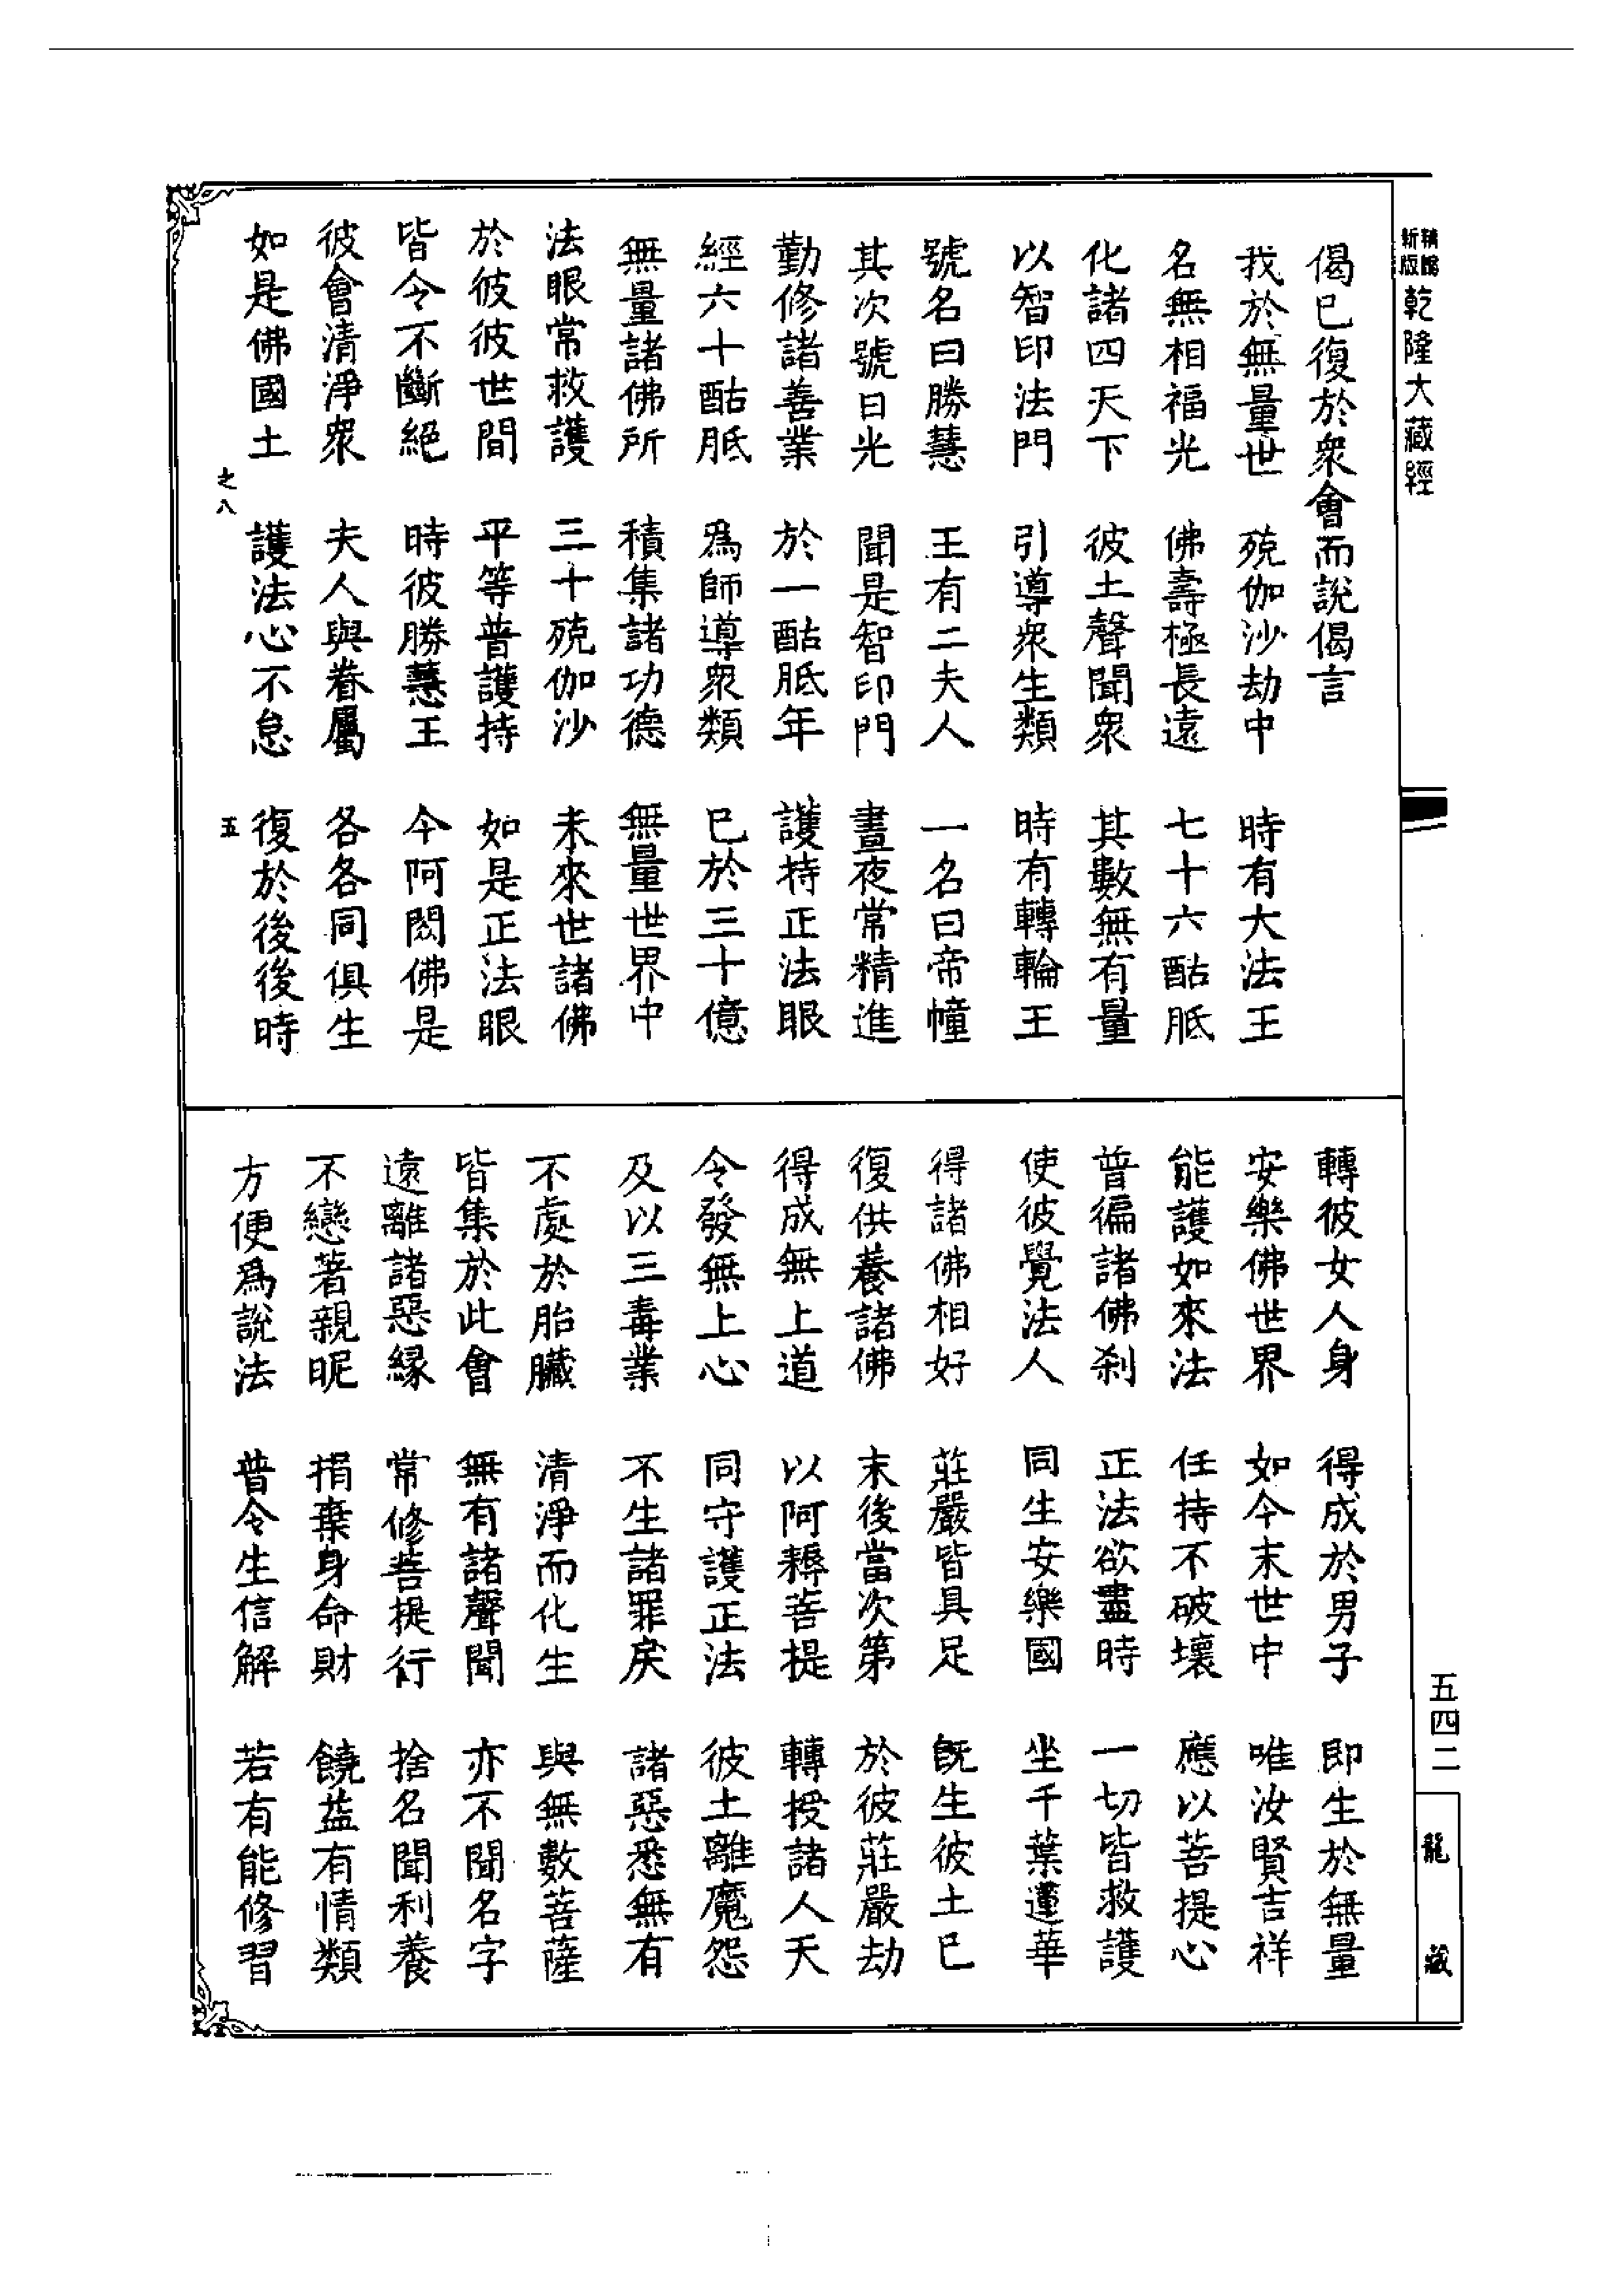 新版
乾隆大藏經
偈已復於衆會而說偈言
我於無量世　殑伽沙劫中　時有大法王
名無相福光　佛壽極長遠　七十六酤胝
化諸四天下　彼土聲聞衆　其數無有量
以智印法門　引導衆生類　時有轉輪王
號名曰勝慧　王有二夫人　一名曰帝幢
其次號日光　聞是智印門　晝夜常精進
勤修諸善業　於一酤胝年　護持正法眼
經六十酤胝　爲師導衆類　已於三十億
無量諸佛所　積集諸功德　無量世界中
法眼常救護　三十殑伽沙　未來世諸佛
於彼彼世間　平等普護持　如是正法眼
皆令不斷絕　時彼勝慧王　今阿閦佛是
彼會清淨衆　夫人與眷屬　各各同俱生
如是佛國土　護法心不怠　復於後後時
之八　五
轉彼女人身　得成於男子　即生於無量
安樂佛世界　如今末世中　唯汝賢吉祥
能護如來法　任持不破壞　應以菩提心
普徧諸佛刹　正法欲盡時　一切皆救護
使彼覺法人　同生安樂國　坐千葉蓮華
得諸佛相好　莊嚴皆具足　既生彼土已
復供養諸佛　末後當次第　於彼莊嚴劫
得成無上道　以阿耨菩提　轉授諸人天
令發無上心　同守護正法　彼土離魔怨
及以三毒業　不生諸罪戾　諸惡悉無有
不處於胎臟　清淨而化生　與無數菩薩
皆集於此會　無有諸聲聞　亦不聞名字
遠離諸惡緣　常修菩提行　捨名聞利養
不戀著親昵　捐棄身命財　饒益有情類
方便爲說法　普令生信解　若有能修習
五四二
龍藏